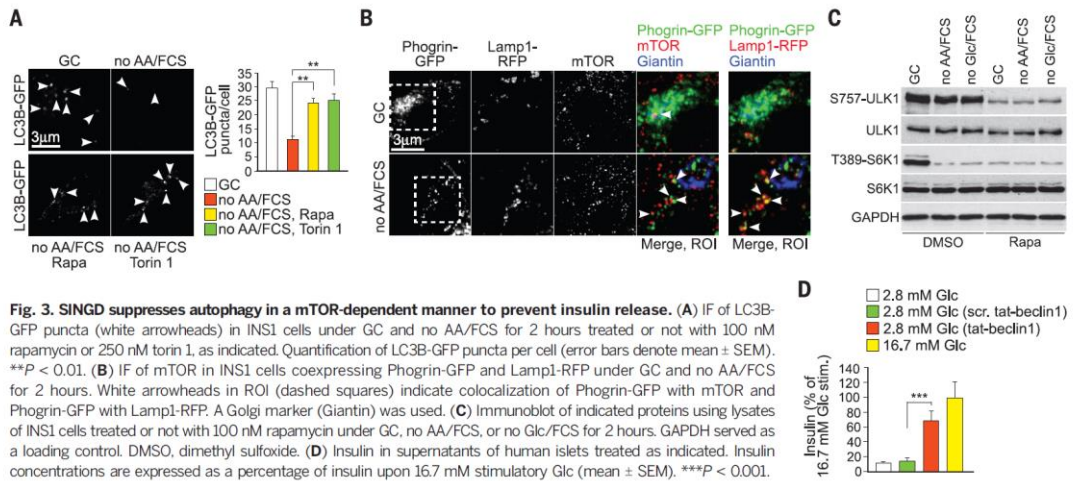 A
GC
no AA/FCS
LC3B-GFP
3μm
LC3B-GFP
no AA/FCS
Rapa
no AA/FCS
Torin 1
LC3B-GFP
puncta/cell
35
30
25
20
15
10
5
0
**
**
GC
no AA/FCS
no AA/FCS, Rapa
no AA/FCS, Torin 1
B
Phogrin-
GFP
Lamp1-
RFP
mTOR
Phogrin-GFP
mTOR
Giantin
Phogrin-GFP
Lamp1-RFP
Giantin
GC
3μm
no AA/FCS
Merge, ROI
Merge, ROI
C
GC
no AA/FCS
no Glc/FCS
GC
no AA/FCS
no Glc/FCS
S757-ULK1
ULK1
T389-S6K1
S6K1
GAPDH
DMSO
Rapa
Fig. 3. SINGD suppresses autophagy in a mTOR-dependent manner to prevent insulin release. (A) IF of LC3B-
GFP puncta (white arrowheads) in INS1 cells under GC and no AA/FCS for 2 hours treated or not with 100 nM
rapamycin or 250 nM torin 1, as indicated. Quantification of LC3B-GFP puncta per cell (error bars denote mean ± SEM).
**P < 0.01. (B) IF of mTOR in INS1 cells coexpressing Phogrin-GFP and Lamp1-RFP under GC and no AA/FCS
for 2 hours. White arrowheads in ROI (dashed squares) indicate colocalization of Phogrin-GFP with mTOR and
Phogrin-GFP with Lamp1-RFP. A Golgi marker (Giantin) was used. (C) Immunoblot of indicated proteins using lysates
of INS1 cells treated or not with 100 nM rapamycin under GC, no AA/FCS, or no Glc/FCS for 2 hours. GAPDH served as
a loading control. DMSO, dimethyl sulfoxide. (D) Insulin in supernatants of human islets treated as indicated. Insulin
concentrations are expressed as a percentage of insulin upon 16.7 mM stimulatory Glc (mean ± SEM). ***P < 0.001.
D
2.8 mM Glc
2.8 mM Glc (scr. tat-beclin1)
2.8 mM Glc (tat-beclin1)
16.7 mM Glc
Insulin (% of
16.7 mM Glc stim.)
140
120
100
80
60
40
20
0
***